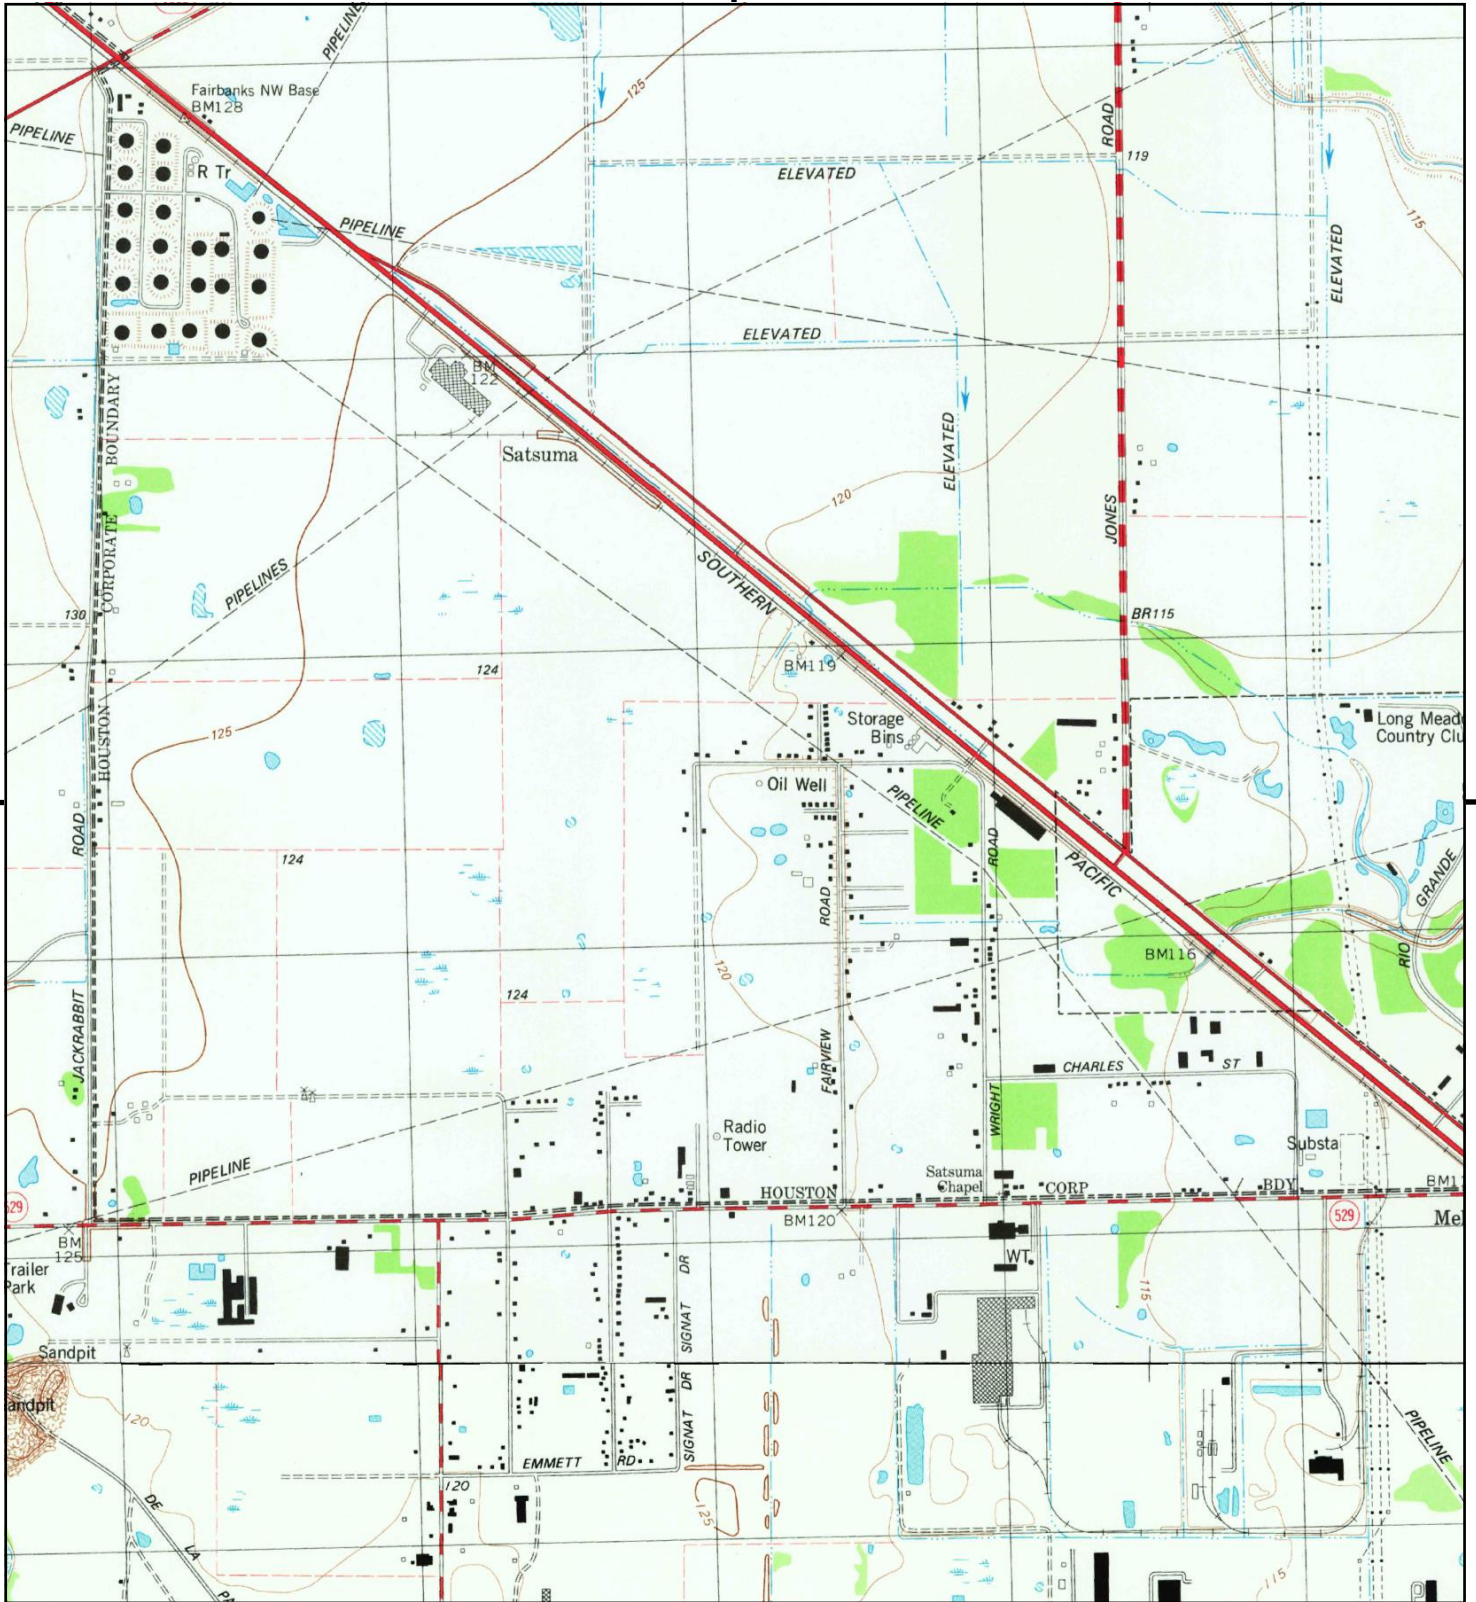 PIPELINE
Fairbanks NW Base
BM128
125
ROAD
PIPELINE
R Tr
119
ELEVATED
115
PIPELINE
ELEVATED
ELEVATED
BM
122
BOUNDARY
ELEVATED
Satsuma
120
JONES
CORPORATE
SOUTHERN
PIPELINES
130
BR115
BM119
124
HOUSTON
125
Storage
Bins
Long Mead
Country Clu
Oil Well
PIPELINE
ROAD
ROAD
124
PACIFIC
GRANDE
ROAD
RIO
BM116
120
124
JACKRABBIT
FAIRVIEW
CHARLES ST
WRIGHT
Radio
Tower
Substa
PIPELINE
Satsuma
Chapel
HOUSTON CORP BDY
BM1
529
BM120
529
Mel
BM
125
WT
Trailer
Park
DR
SIGNAT
115
Sandpit
andpit
DR
SIGNAT
120
PIPELINE
EMMETT RD
120
125
DE
LA
115